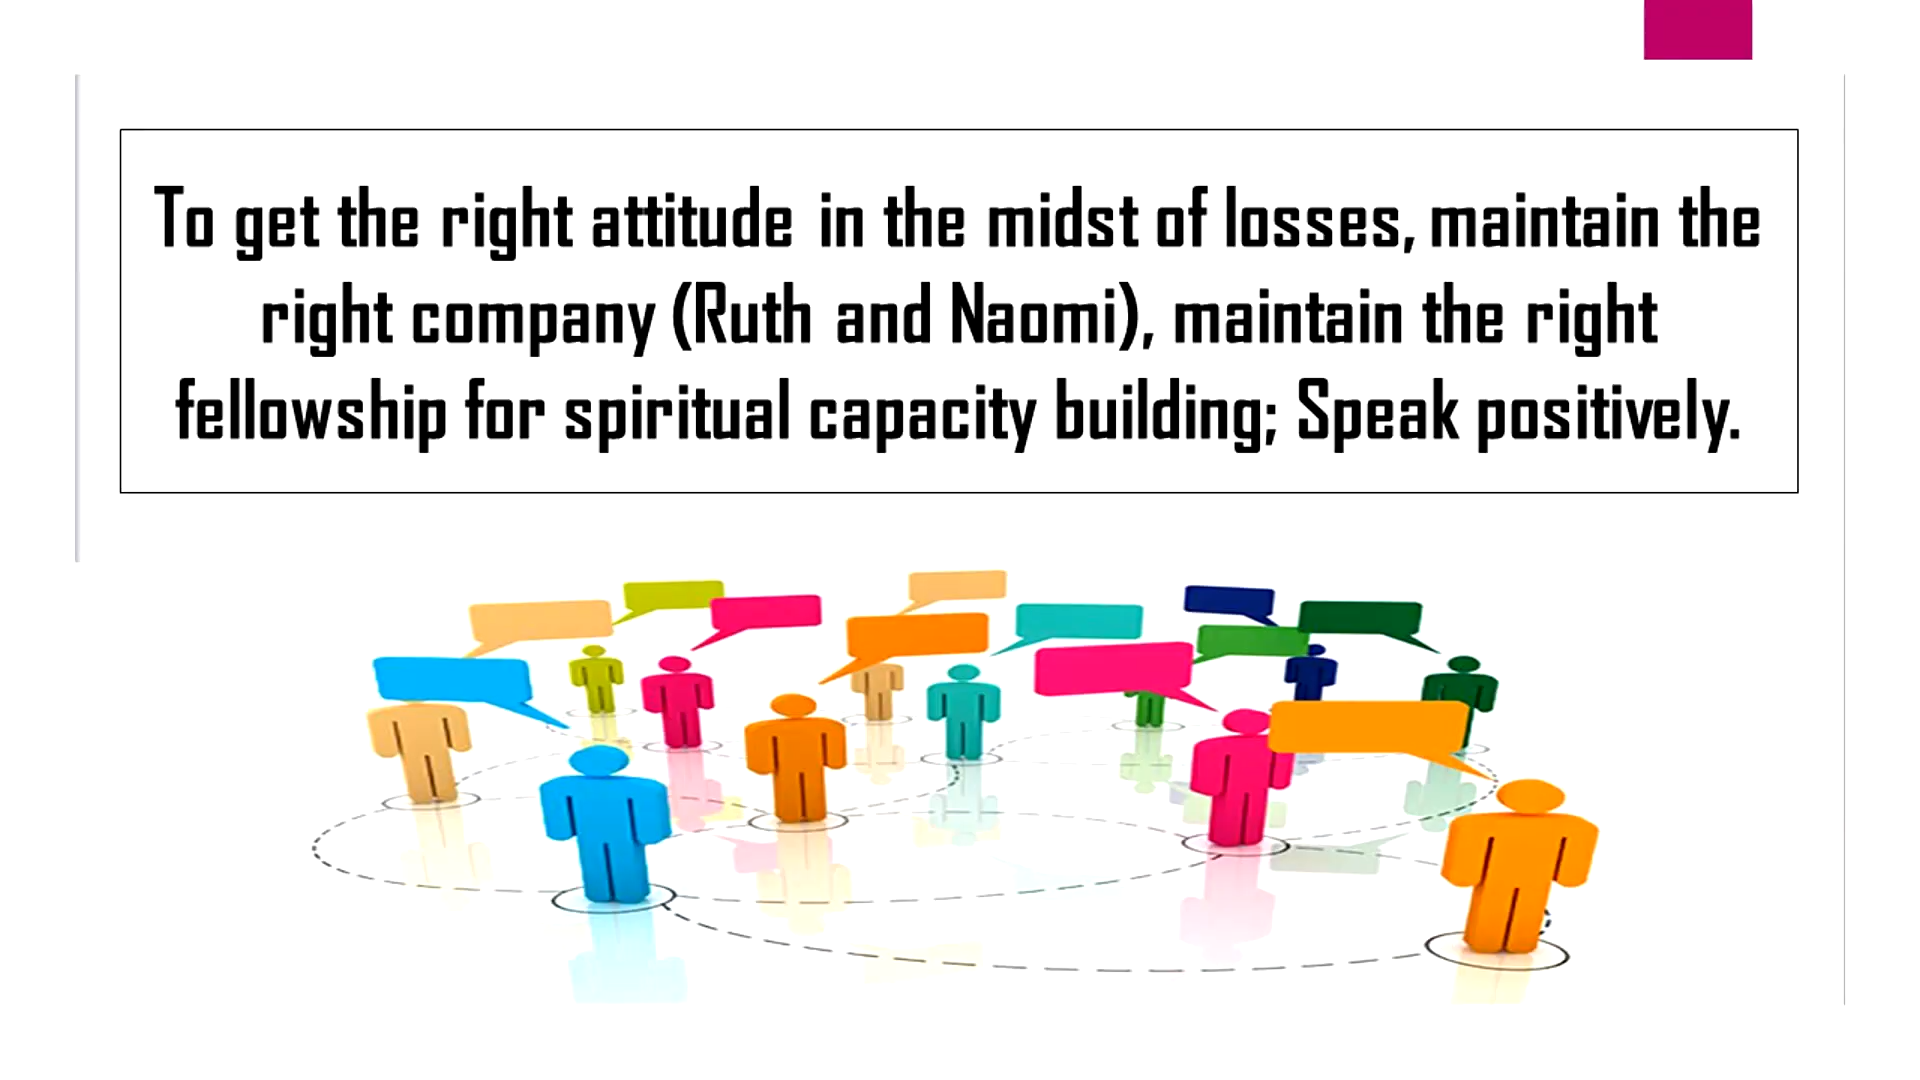 To get the right attitude in the midst of losses, maintain the
right company (Ruth and Naomi), maintain the right
fellowship for spiritual capacity building; Speak positively.